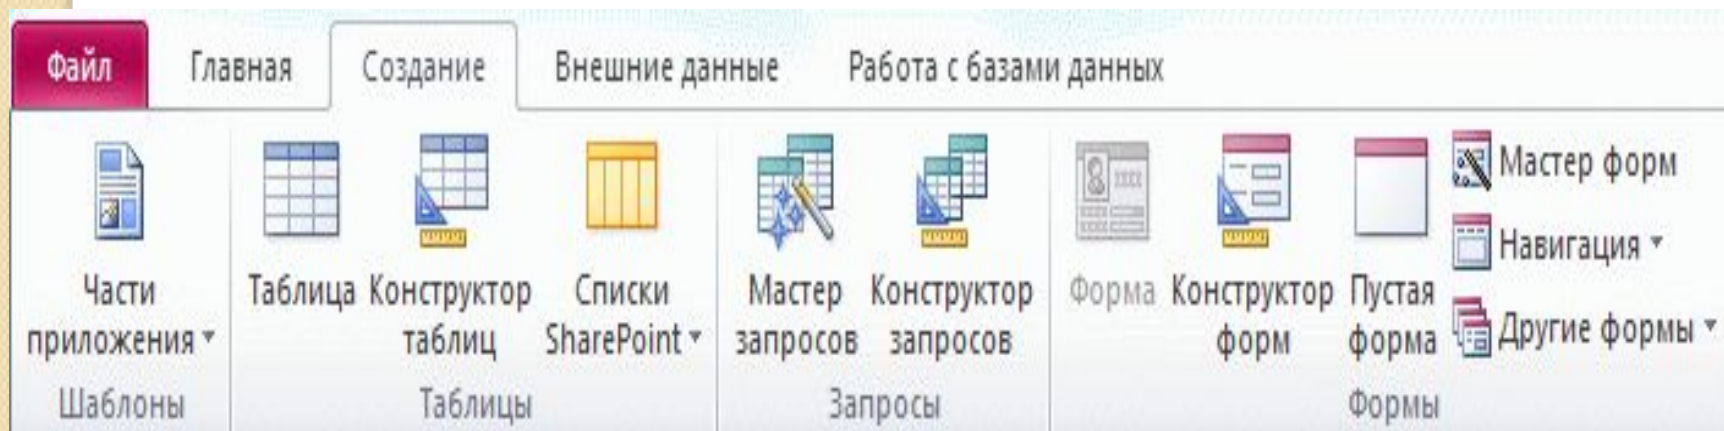 Файл Главная Создание Внешние данные Работа с базами данных
Части приложения
Таблица
Конструктор таблиц
Списки SharePoint
Мастер запросов
Конструктор запросов
Форма
Конструктор форм
Пустая форма
Мастер форм
Навигация
Другие формы
Шаблоны Таблицы Запросы Формы